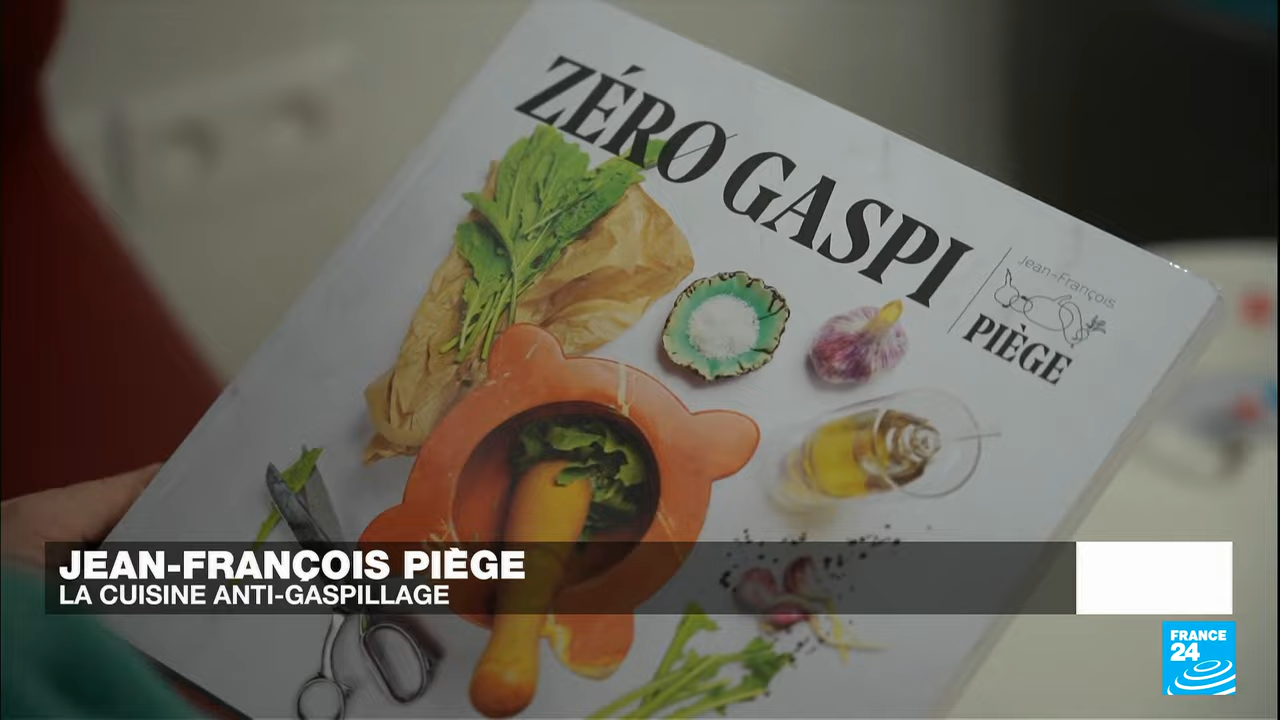 ZÉRO GASPI
Jean-François
PIÈGE
JEAN-FRANÇOIS PIÈGE
LA CUISINE ANTI-GASPILLAGE
FRANCE
24